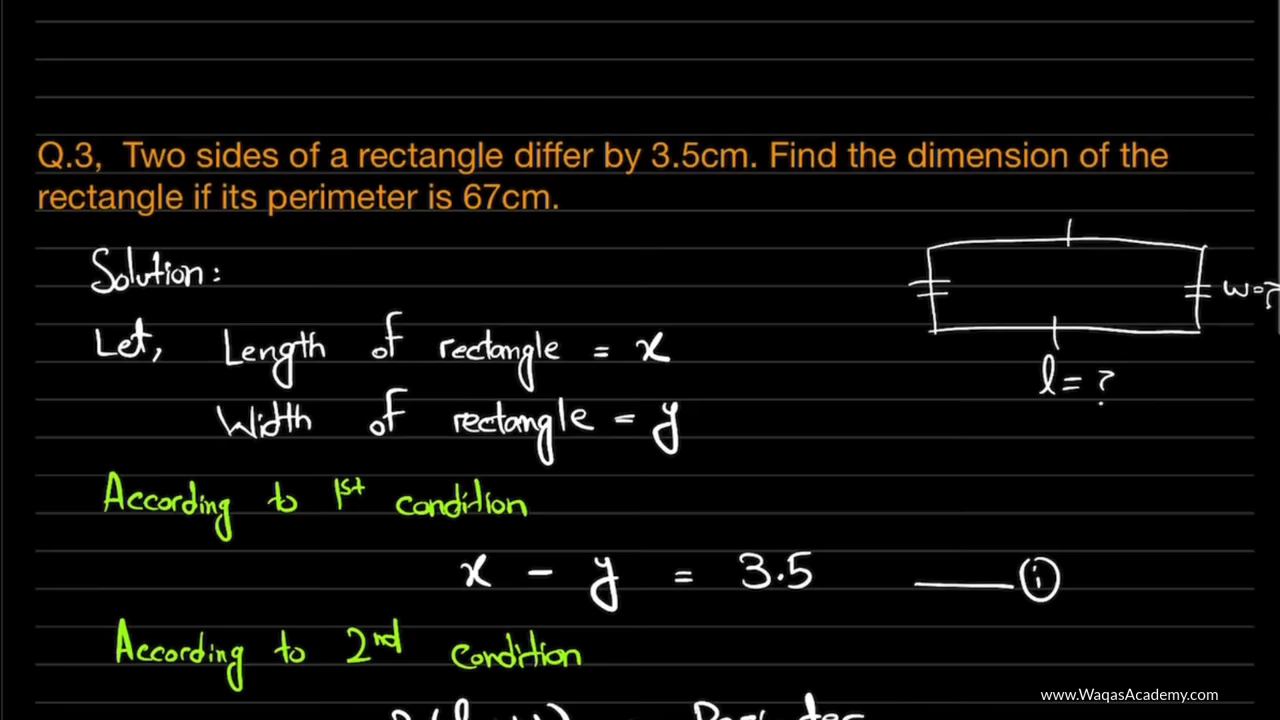 Q.3, Two sides of a rectangle differ by 3.5cm. Find the dimension of the
rectangle if its perimeter is 67cm.
Solution:
w=?
Let, Length of rectangle = x
l = ?
Width of rectangle = y
According to 1st condition
x - y = 3.5 ——— (i)
According to 2nd condition
www.WaqasAcademy.com